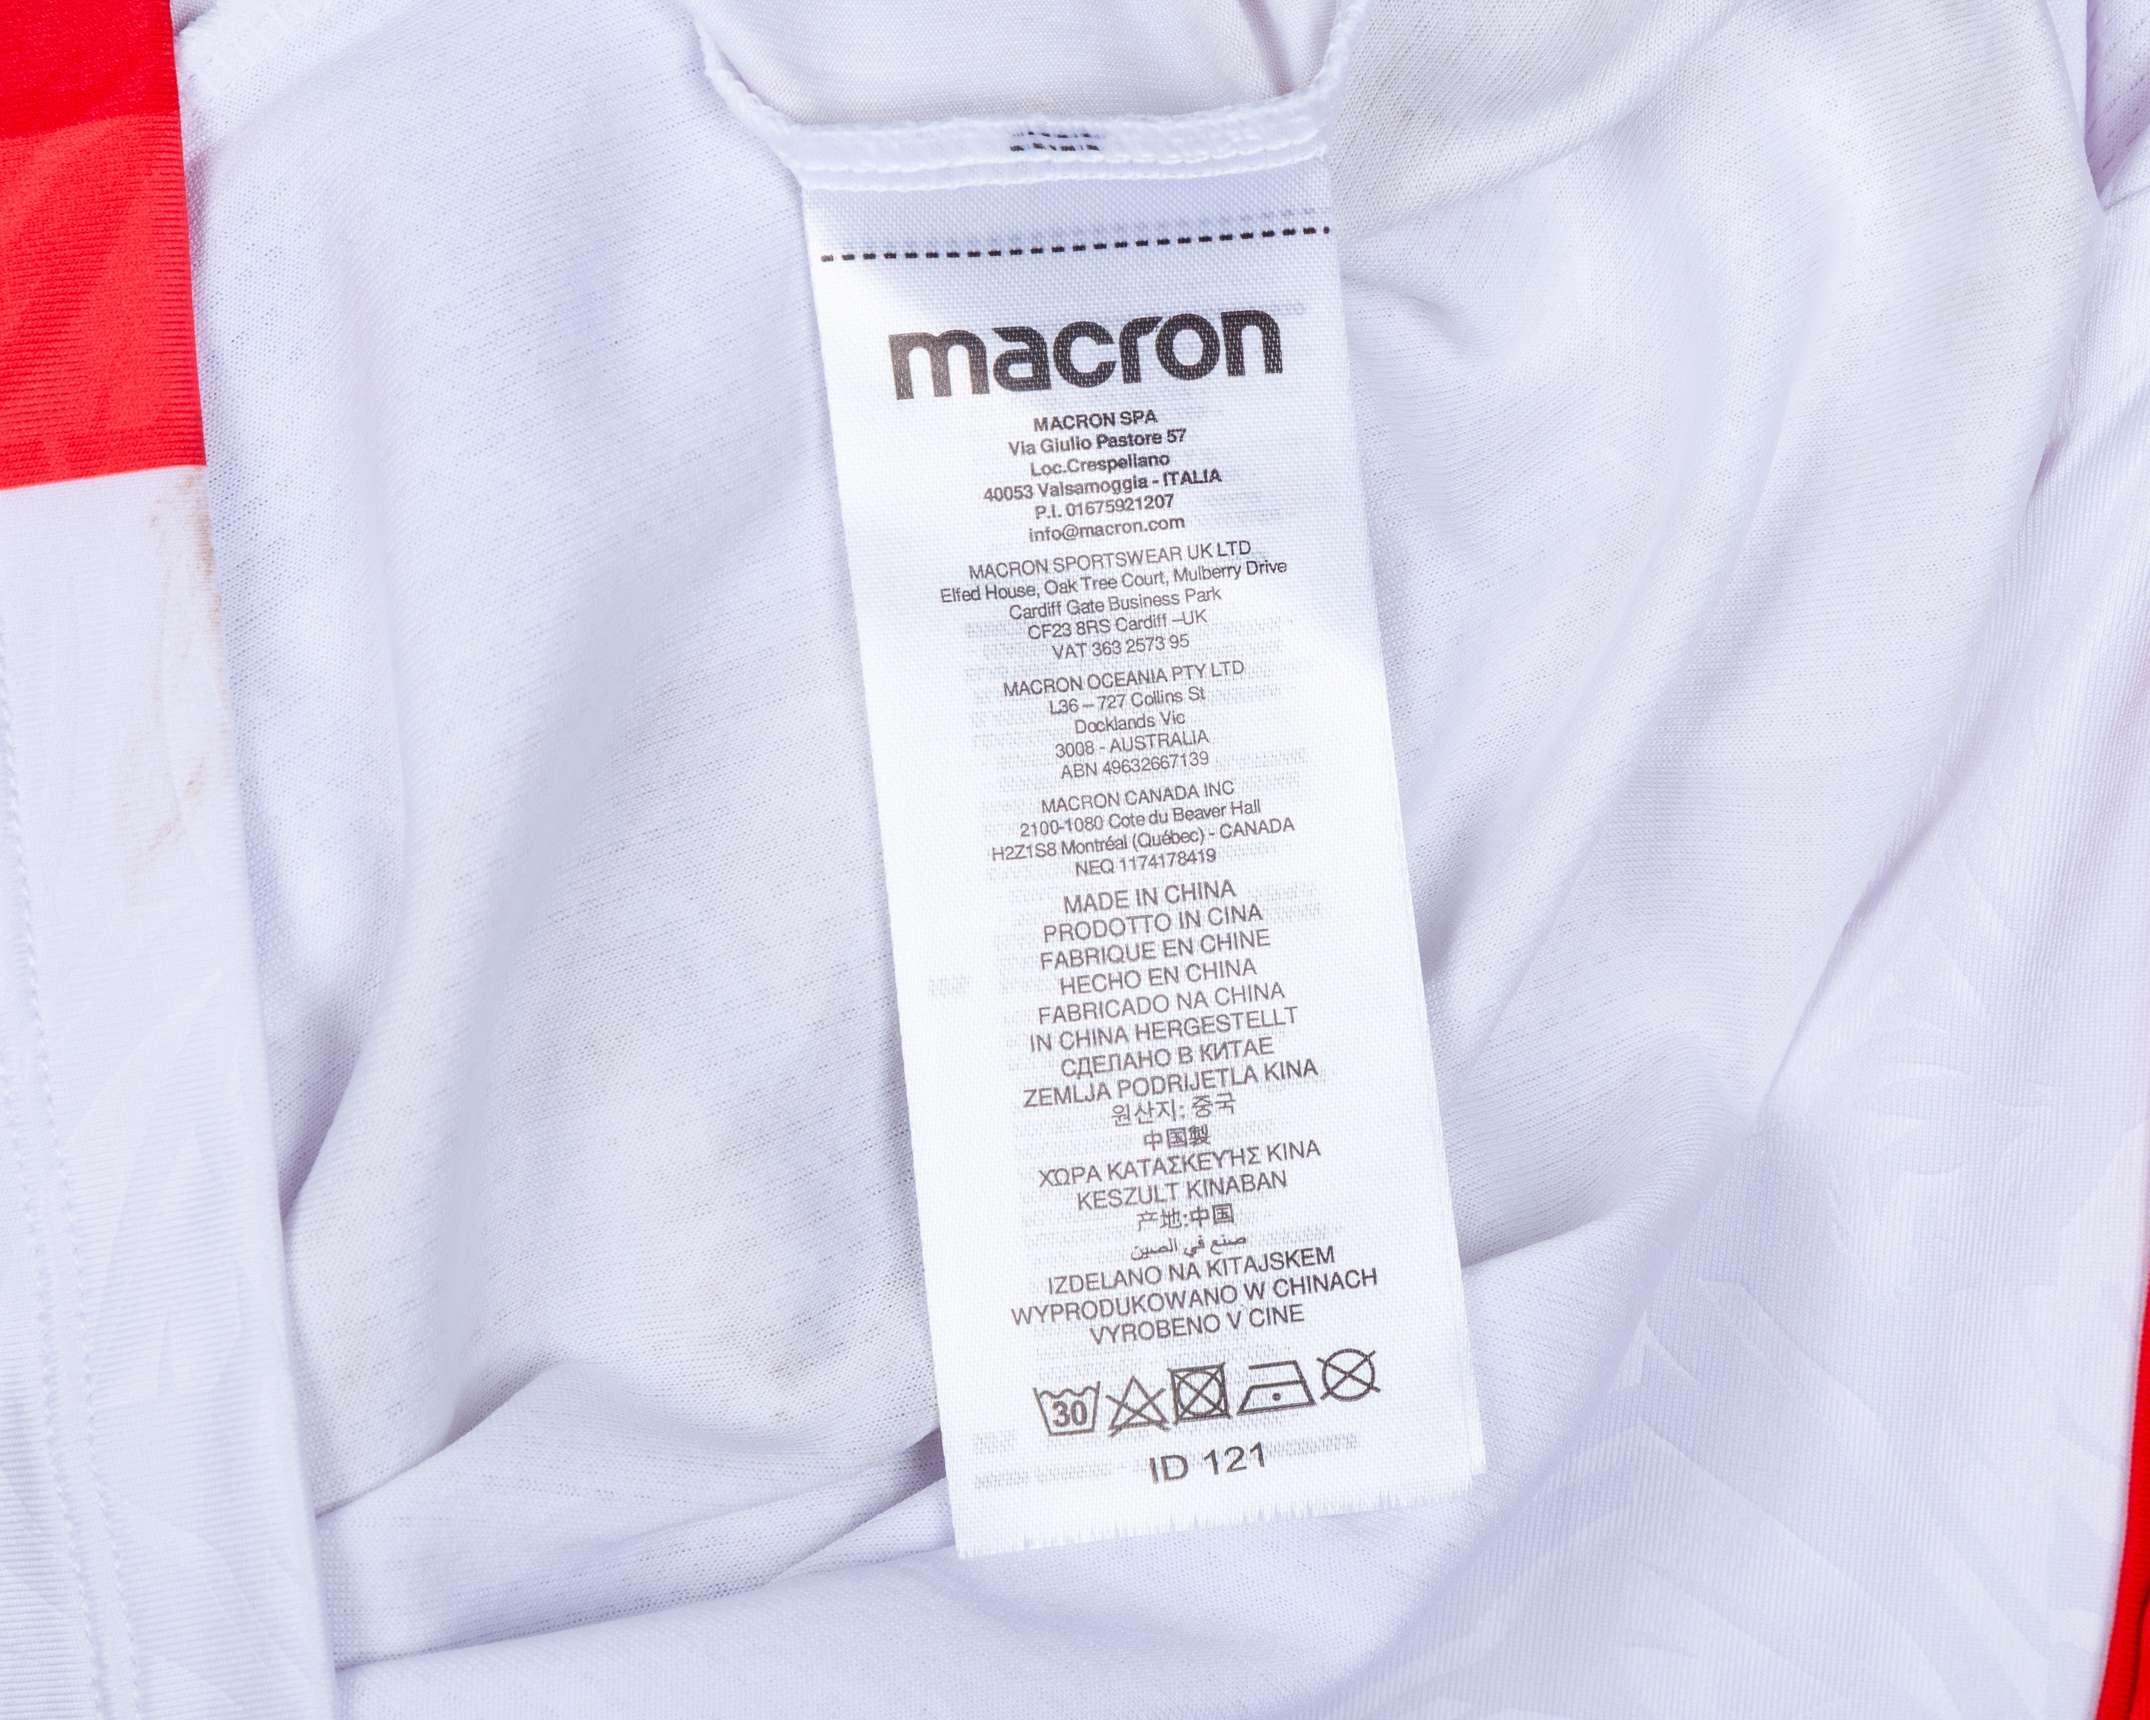 macron
MACRON SPA
Via Giulio Pastore 57
Loc.Crespellano
40053 Valsamoggia - ITALIA
P.I. 01675921207
info@macron.com
MACRON SPORTSWEAR UK LTD
Elfed House, Oak Tree Court, Mulberry Drive
Cardiff Gate Business Park
CF23 8RS Cardiff –UK
VAT 363 2573 95
MACRON OCEANIA PTY LTD
L36 – 727 Collins St
Docklands Vic
3008 - AUSTRALIA
ABN 49632667139
MACRON CANADA INC
2100-1080 Cote du Beaver Hall
H2Z1S8 Montréal (Québec) - CANADA
NEQ 1174178419
MADE IN CHINA
PRODOTTO IN CINA
FABRIQUE EN CHINE
HECHO EN CHINA
FABRICADO NA CHINA
IN CHINA HERGESTELLT
СДЕЛАНО В КИТАЕ
ZEMLJA PODRIJETLA KINA
원산지: 중국
中国製
ΧΩΡΑ ΚΑΤΑΣΚΕΥΉΣ ΚΙΝΑ
KESZULT KINABAN
产地:中国
صنع في الصين
IZDELANO NA KITAJSKEM
WYPRODUKOWANO W CHINACH
VYROBENO V CINE
30
ID 121